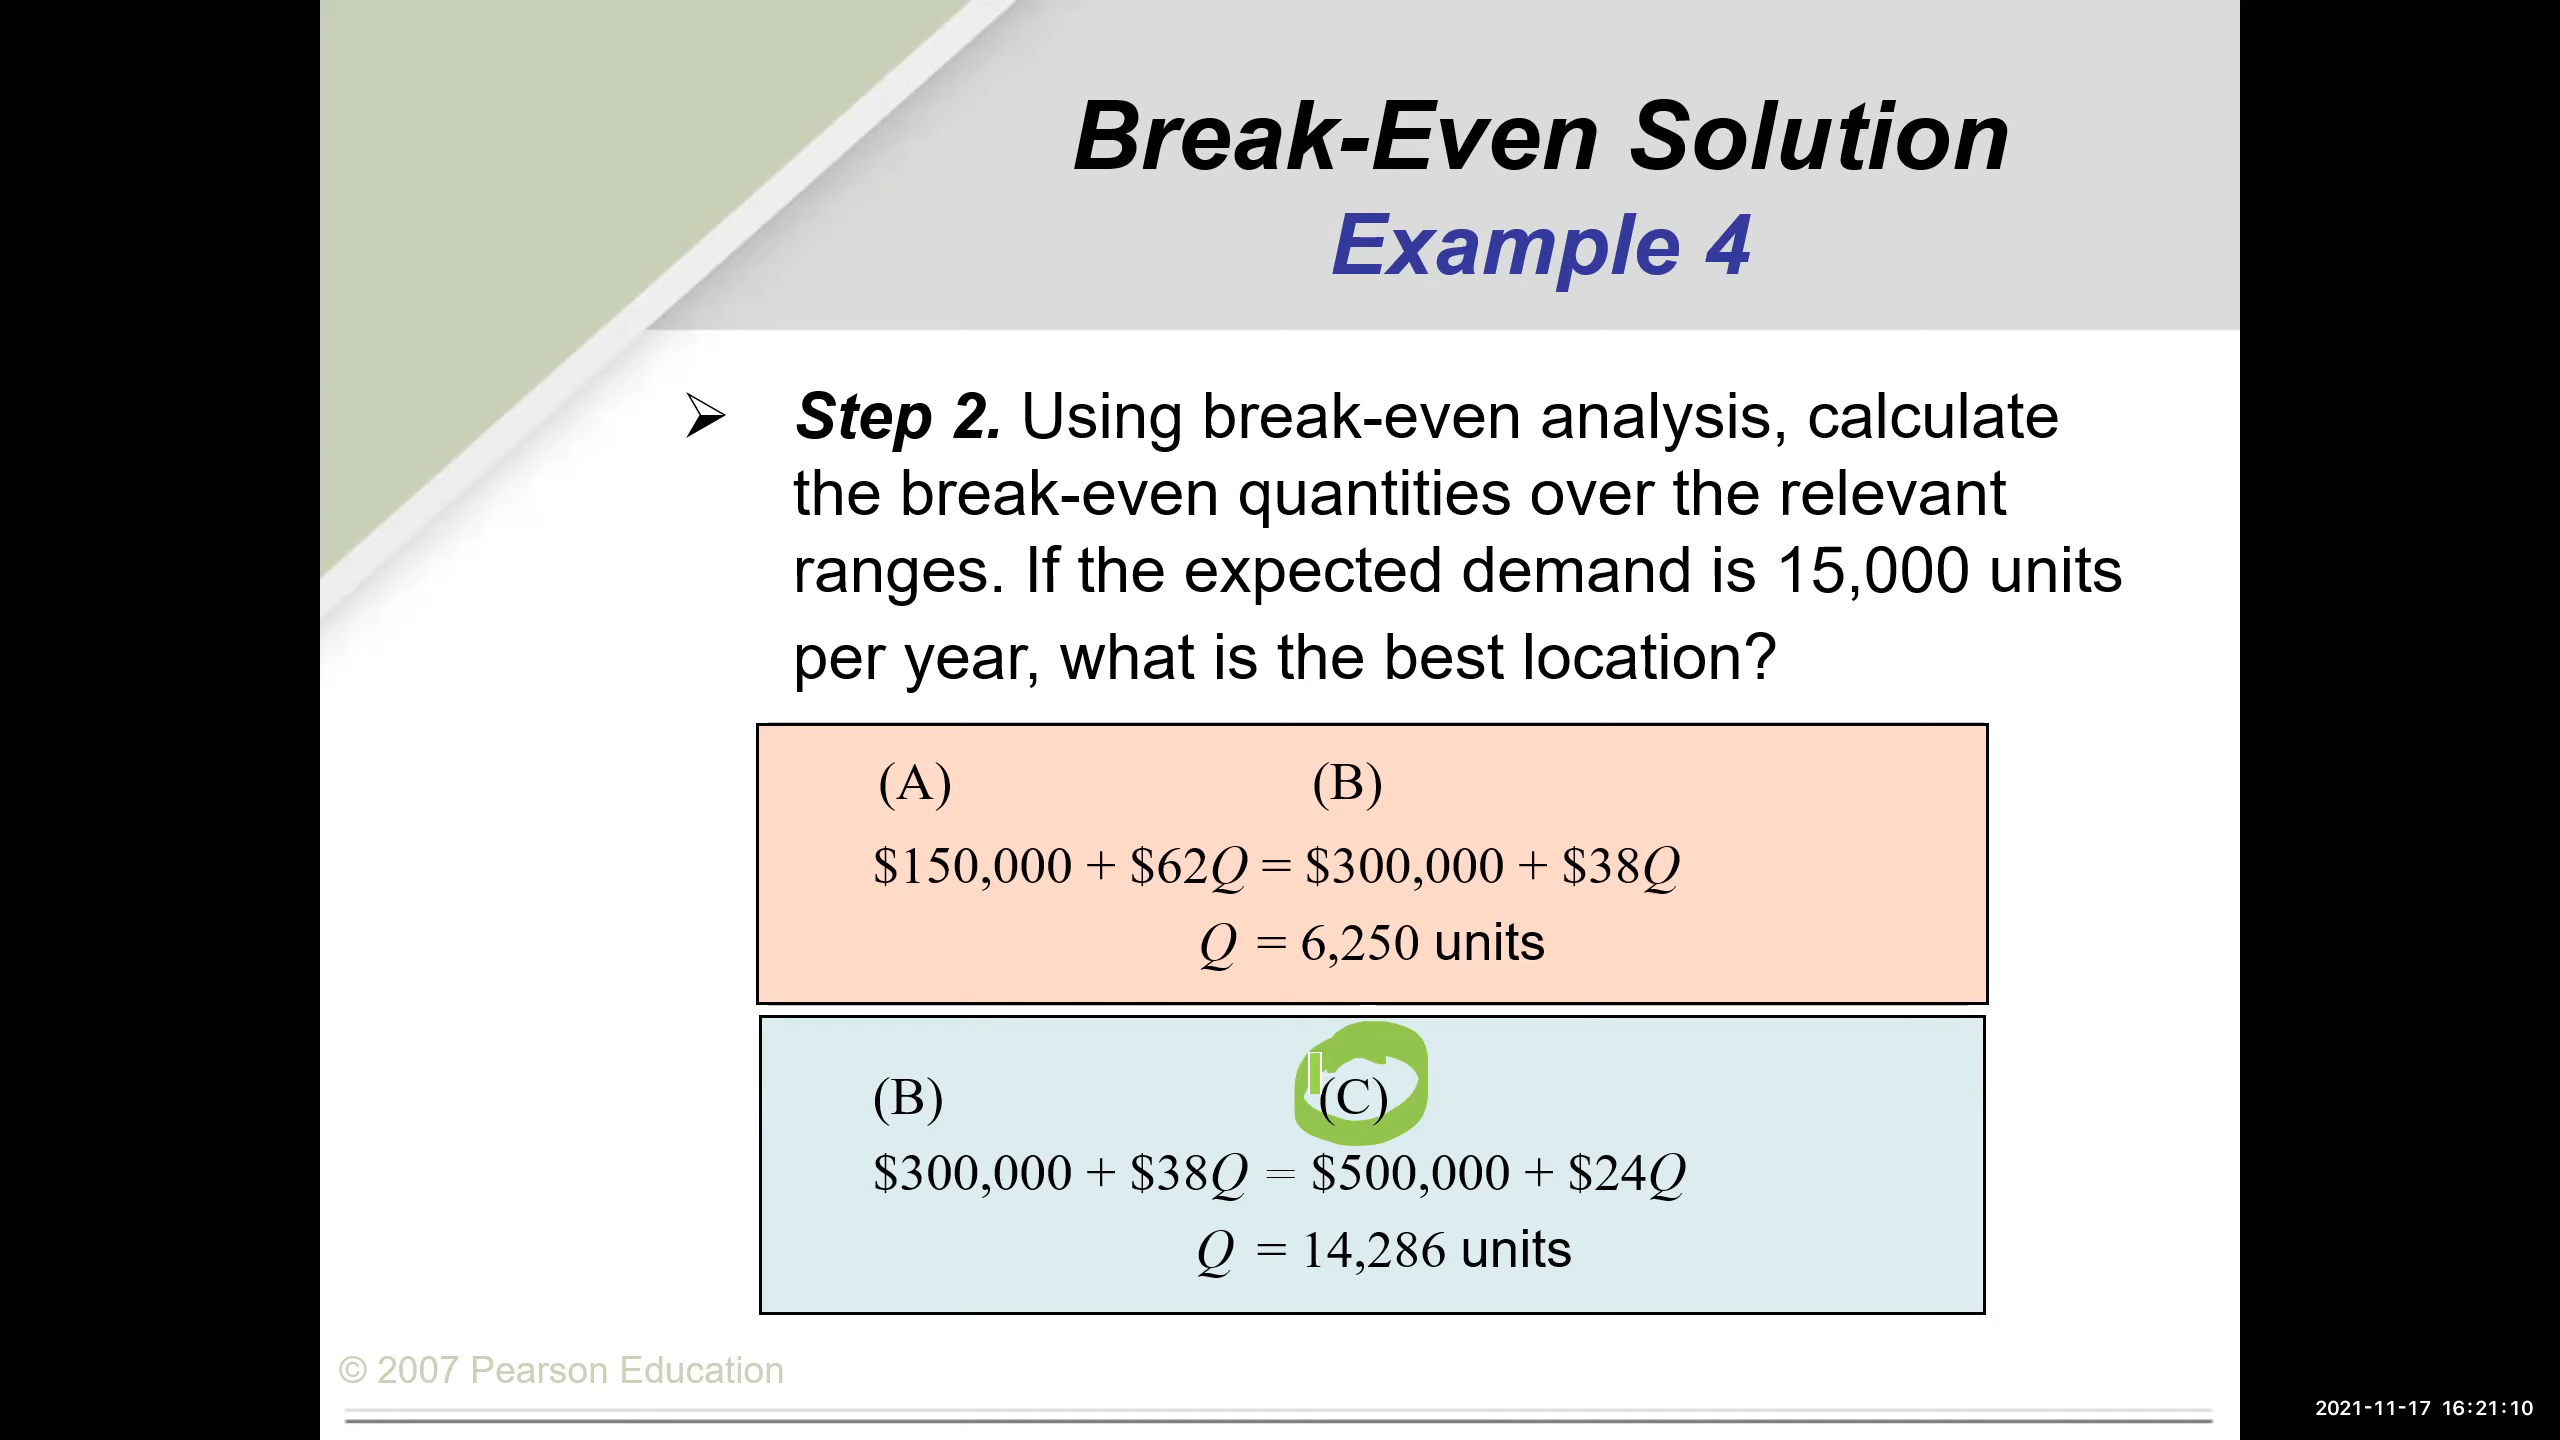 Break-Even Solution
Example 4
➢ Step 2. Using break-even analysis, calculate
the break-even quantities over the relevant
ranges. If the expected demand is 15,000 units
per year, what is the best location?
(A) (B)
$150,000 + $62Q = $300,000 + $38Q
Q = 6,250 units
(B) (C)
$300,000 + $38Q = $500,000 + $24Q
Q = 14,286 units
© 2007 Pearson Education
2021-11-17 16:21:10